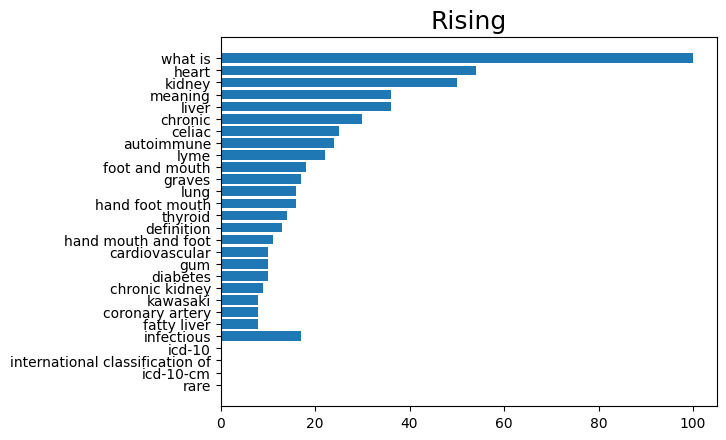 Rising
what is
heart
kidney
meaning
liver
chronic
celiac
autoimmune
lyme
foot and mouth
graves
lung
hand foot mouth
thyroid
definition
hand mouth and foot
cardiovascular
gum
diabetes
chronic kidney
kawasaki
coronary artery
fatty liver
infectious
icd-10
international classification of
icd-10-cm
rare
0 20 40 60 80 100